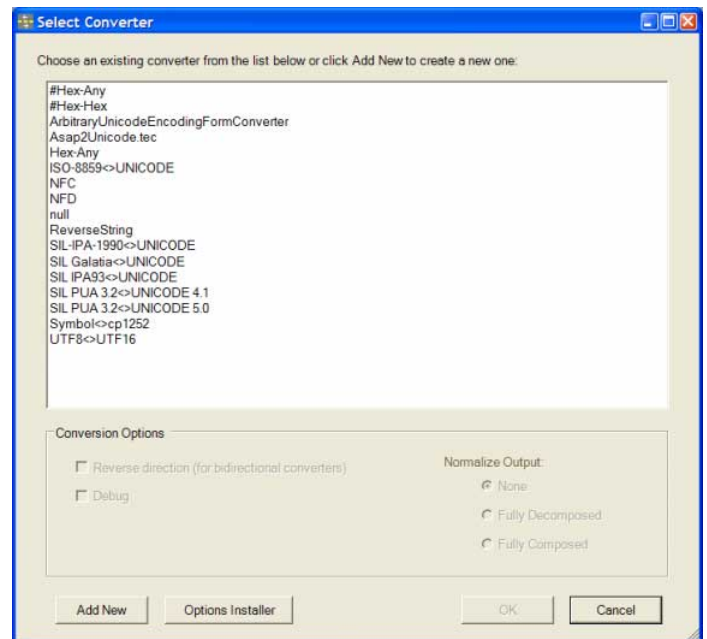 Select Converter
Choose an existing converter from the list below or click Add New to create a new one:
#Hex-Any
#Hex-Hex
ArbitraryUnicodeEncodingFormConverter
Asap2Unicode.tec
Hex-Any
ISO-8859<>UNICODE
NFC
NFD
null
ReverseString
SIL-IPA-1990<>UNICODE
SIL Galatia<>UNICODE
SIL IPA93<>UNICODE
SIL PUA 3.2<>UNICODE 4.1
SIL PUA 3.2<>UNICODE 5.0
Symbol<>cp1252
UTF8<>UTF16
Conversion Options
Reverse direction (for bidirectional converters)
Debug
Normalize Output:
None
Fully Decomposed
Fully Composed
Add New
Options Installer
OK
Cancel